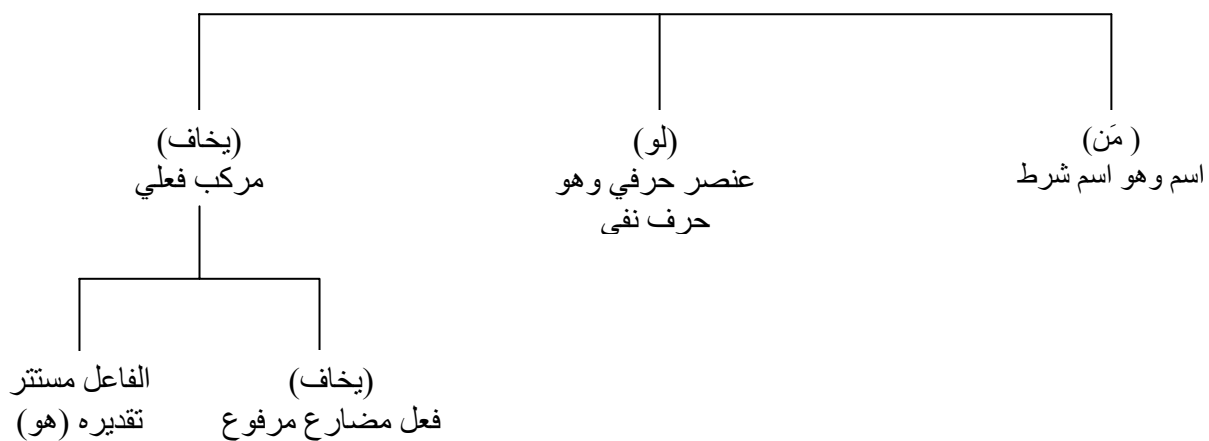 ( مَن)
اسم وهو اسم شرط
(لو)
عنصر حرفي وهو
حرف نفي
(يخاف)
مركب فعلي
(يخاف)
فعل مضارع مرفوع
الفاعل مستتر
تقديره (هو)